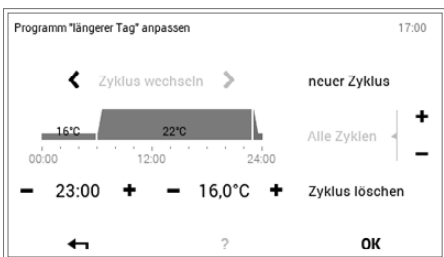 Programm "längerer Tag" anpassen 17:00
Zyklus wechseln neuer Zyklus
16°C 22°C Alle Zyklen
+
−
00:00 12:00 24:00
− 23:00 + − 16,0°C + Zyklus löschen
? OK